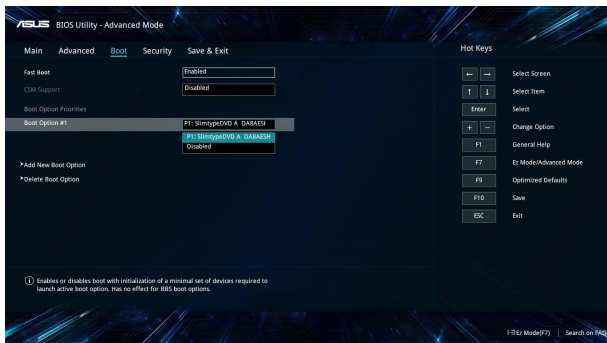 ASUS BIOS Utility - Advanced Mode
Main Advanced Boot Security Save & Exit
Hot Keys
Fast Boot Enabled
CSM Support Disabled
Boot Option Priorities
Boot Option #1 P1: SlimtypeDVD A DA8AESH
P1: SlimtypeDVD A DA8AESH
Disabled
Add New Boot Option
Delete Boot Option
← → Select Screen
↑ ↓ Select Item
Enter Select
+ − Change Option
F1 General Help
F7 Ez Mode/Advanced Mode
F9 Optimized Defaults
F10 Save
ESC Exit
Enables or disables boot with initialization of a minimal set of devices required to
launch active boot option. Has no effect for BBS boot options.
Ez Mode(F7) | Search on FAQ